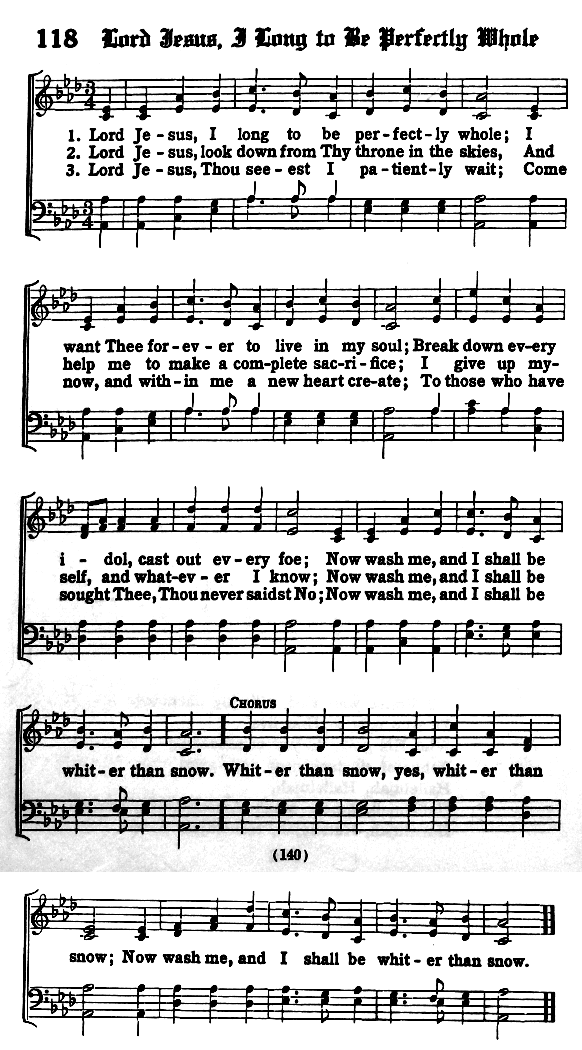 118 Lord Jesus, I Long to Be Perfectly Whole
1. Lord Je-sus, I long to be per-fect-ly whole; I
2. Lord Je-sus, look down from Thy throne in the skies, And
3. Lord Je-sus, Thou see-est I pa-tient-ly wait; Come
want Thee for-ev-er to live in my soul; Break down ev-ery
help me to make a com-plete sac-ri-fice; I give up my-
now, and with-in me a new heart cre-ate; To those who have
i - dol, cast out ev-ery foe; Now wash me, and I shall be
self, and what-ev-er I know; Now wash me, and I shall be
sought Thee, Thou never saidst No; Now wash me, and I shall be
CHORUS
whit-er than snow. Whit-er than snow, yes, whit-er than
(140)
snow; Now wash me, and I shall be whit-er than snow.